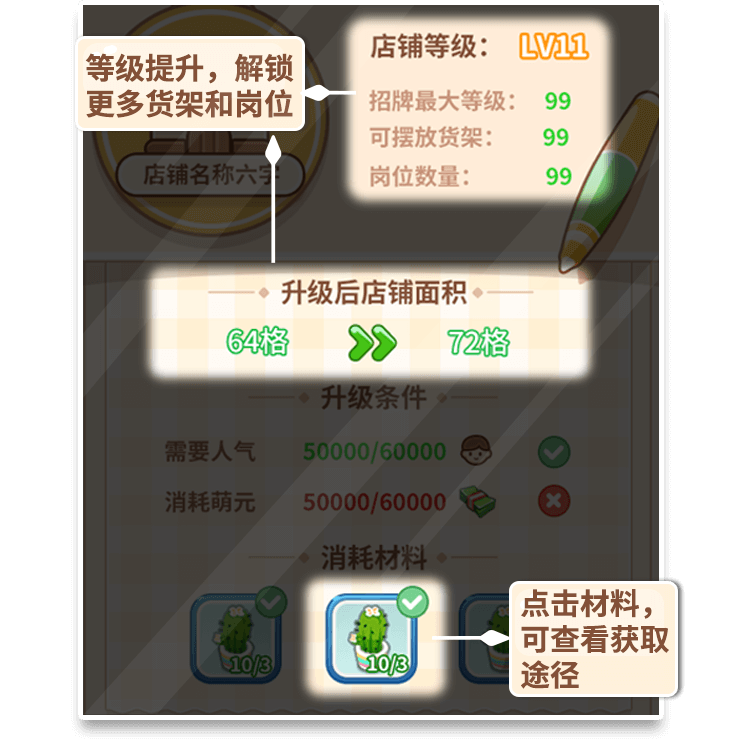 等级提升，解锁
更多货架和岗位
店铺名称六字
店铺等级： LV11
招牌最大等级： 99
可摆放货架： 99
岗位数量： 99
升级后店铺面积
64格 72格
升级条件
需要人气 50000/60000
消耗萌元 50000/60000
消耗材料
10/3 10/3
点击材料，
可查看获取
途径